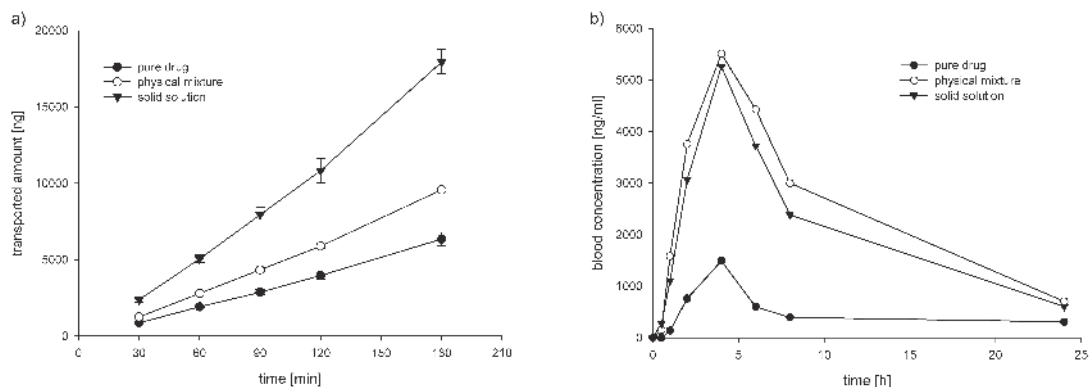 a)
20000
15000
10000
5000
0
transported amount [ng]
pure drug
physical mixture
solid solution
30
60
90
120
150
180
210
time [min]
b)
6000
5000
4000
3000
2000
1000
0
blood concentration [ng/ml]
pure drug
physical mixture
solid solution
0
5
10
15
20
25
time [h]